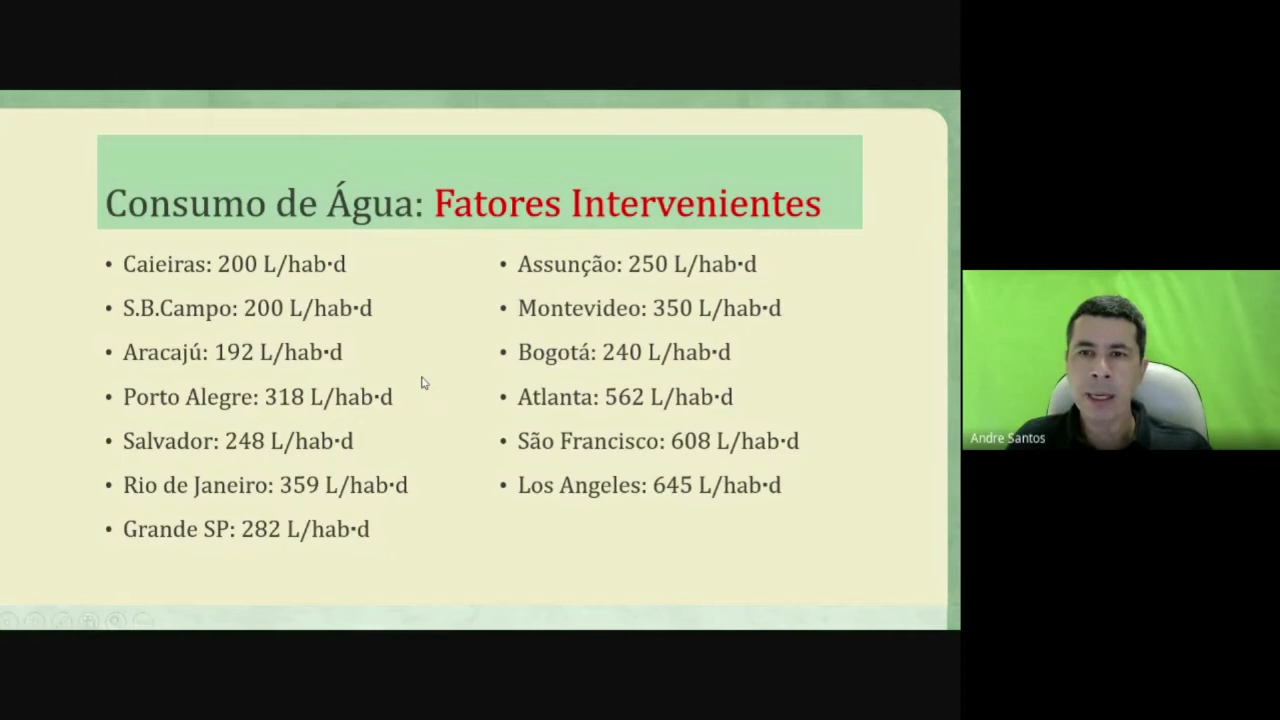 Consumo de Água: Fatores Intervenientes
• Caieiras: 200 L/hab·d
• S.B.Campo: 200 L/hab·d
• Aracajú: 192 L/hab·d
• Porto Alegre: 318 L/hab·d
• Salvador: 248 L/hab·d
• Rio de Janeiro: 359 L/hab·d
• Grande SP: 282 L/hab·d
• Assunção: 250 L/hab·d
• Montevideo: 350 L/hab·d
• Bogotá: 240 L/hab·d
• Atlanta: 562 L/hab·d
• São Francisco: 608 L/hab·d
• Los Angeles: 645 L/hab·d
Andre Santos